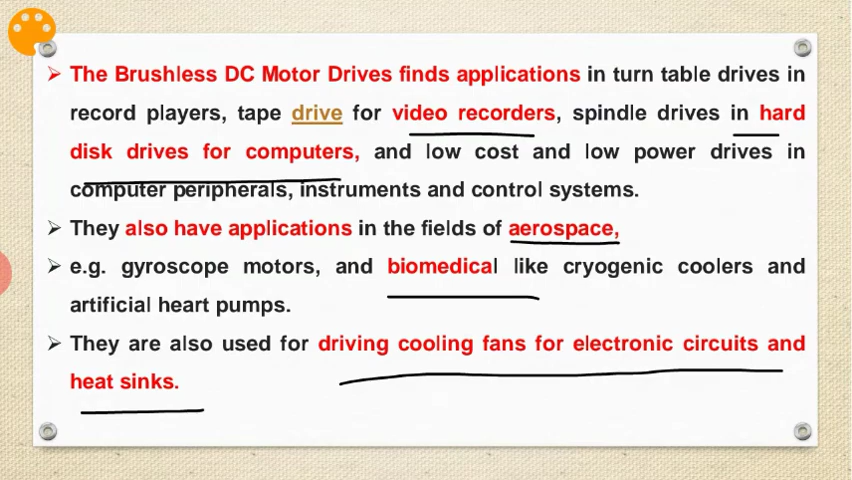 The Brushless DC Motor Drives finds applications in turn table drives in
record players, tape drive for video recorders, spindle drives in hard
disk drives for computers, and low cost and low power drives in
computer peripherals, instruments and control systems.
They also have applications in the fields of aerospace,
e.g. gyroscope motors, and biomedical like cryogenic coolers and
artificial heart pumps.
They are also used for driving cooling fans for electronic circuits and
heat sinks.